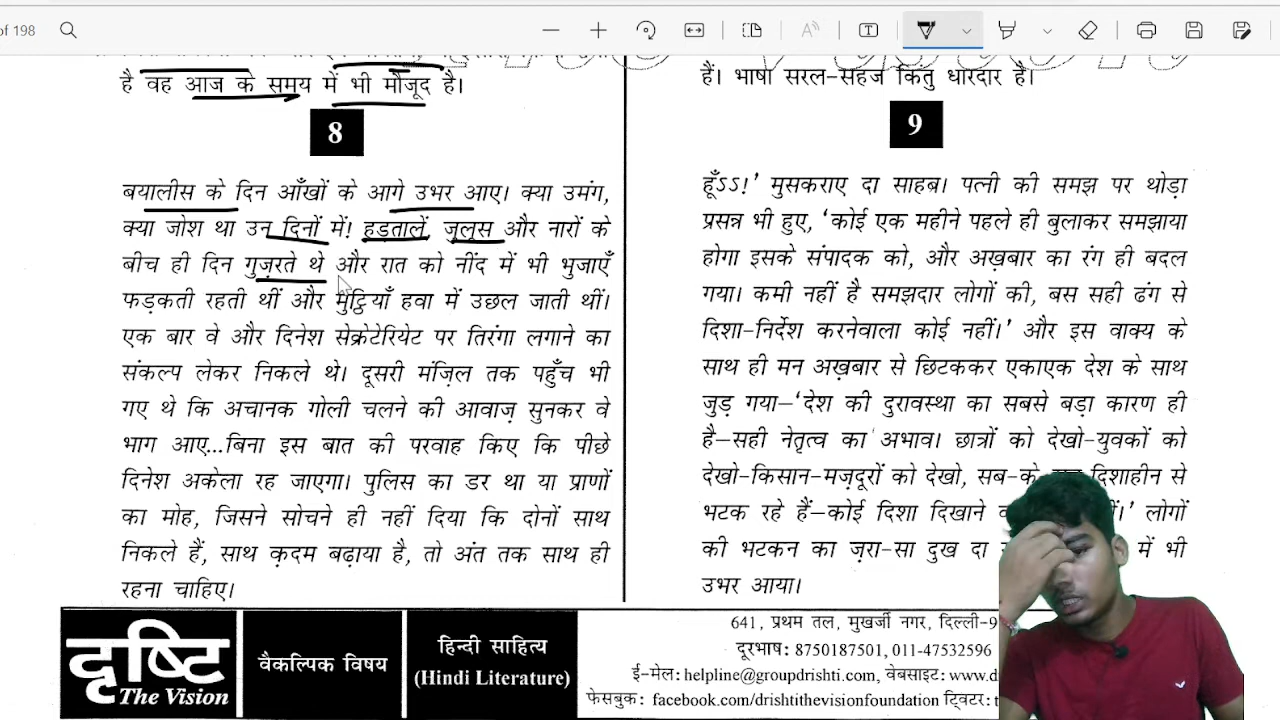 of 198
है वह आज के समय में भी मौजूद है।
8
बयालीस के दिन आँखों के आगे उभर आए। क्या उमंग,
क्या जोश था उन दिनों में! हड़तालें, जुलूस और नारों के
बीच ही दिन गुज़रते थे और रात को नींद में भी भुजाएँ
फड़कती रहती थीं और मुट्ठियाँ हवा में उछल जाती थीं।
एक बार वे और दिनेश सेक्रेटेरियेट पर तिरंगा लगाने का
संकल्प लेकर निकले थे। दूसरी मंज़िल तक पहुँच भी
गए थे कि अचानक गोली चलने की आवाज़ सुनकर वे
भाग आए...बिना इस बात की परवाह किए कि पीछे
दिनेश अकेला रह जाएगा। पुलिस का डर था या प्राणों
का मोह, जिसने सोचने ही नहीं दिया कि दोनों साथ
निकले हैं, साथ क़दम बढ़ाया है, तो अंत तक साथ ही
रहना चाहिए।
हैं। भाषा सरल-सहज किंतु धारदार है।
9
हूँऽऽ!' मुसकराए दा साहब। पत्नी की समझ पर थोड़ा
प्रसन्न भी हुए, 'कोई एक महीने पहले ही बुलाकर समझाया
होगा इसके संपादक को, और अख़बार का रंग ही बदल
गया। कमी नहीं है समझदार लोगों की, बस सही ढंग से
दिशा-निर्देश करनेवाला कोई नहीं।' और इस वाक्य के
साथ ही मन अख़बार से छिटककर एकाएक देश के साथ
जुड़ गया—'देश की दुरावस्था का सबसे बड़ा कारण ही
है—सही नेतृत्व का अभाव। छात्रों को देखो-युवकों को
देखो-किसान-मज़दूरों को देखो, सब-के दिशाहीन से
भटक रहे हैं—कोई दिशा दिखाने लोगों
की भटकन का ज़रा-सा दुख दा में भी
उभर आया।
दृष्टि
The Vision
वैकल्पिक विषय
हिन्दी साहित्य
(Hindi Literature)
641, प्रथम तल, मुखर्जी नगर, दिल्ली-9
दूरभाष: 8750187501, 011-47532596
ई-मेल: helpline@groupdrishti.com, वेबसाइट: www.d
फेसबुक: facebook.com/drishtithevisionfoundation टि्वटर: t